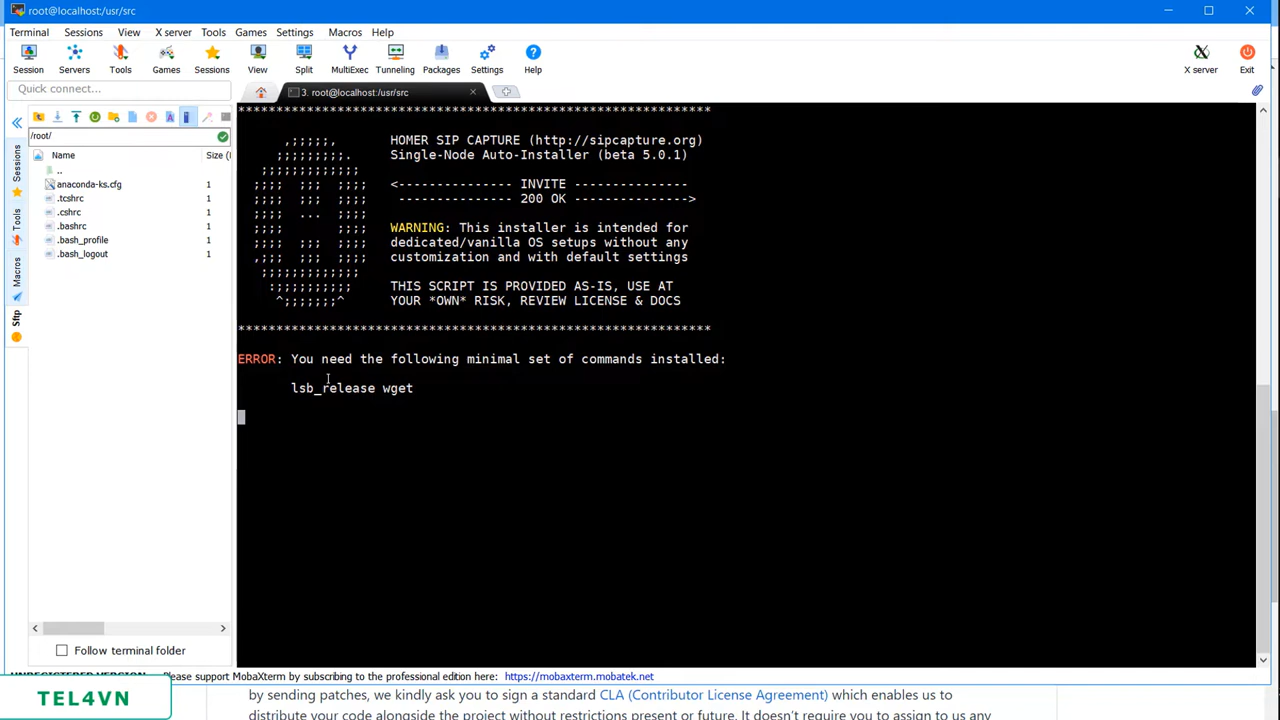 root@localhost:/usr/src
Terminal Sessions View X server Tools Games Settings Macros Help
Session Servers Tools Games Sessions View Split MultiExec Tunneling Packages Settings Help X server Exit
Quick connect...
3. root@localhost:/usr/src
/root/
Name Size (
..
anaconda-ks.cfg 1
.tcshrc 1
.cshrc 1
.bashrc 1
.bash_profile 1
.bash_logout 1
Sessions
Tools
Macros
Sftp
Follow terminal folder
**************************************************************
,;;;;;, HOMER SIP CAPTURE (http://sipcapture.org)
;;;;;;;;;. Single-Node Auto-Installer (beta 5.0.1)
;;;;;;;;;;;;;
;;;; ;;; ;;;; <--------------- INVITE ---------------
;;;; ;;; ;;;; --------------- 200 OK --------------->
;;;; ... ;;;;
;;;; ;;;; WARNING: This installer is intended for
;;;; ;;; ;;;; dedicated/vanilla OS setups without any
,;;; ;;; ;;;; customization and with default settings
;;;;;;;;;;;;;
:;;;;;;;;;;; THIS SCRIPT IS PROVIDED AS-IS, USE AT
^;;;;;;;^ YOUR *OWN* RISK, REVIEW LICENSE & DOCS
**************************************************************
ERROR: You need the following minimal set of commands installed:
lsb_release wget
UNREGISTERED VERSION - Please support MobaXterm by subscribing to the professional edition here: https://mobaxterm.mobatek.net
TEL4VN
by sending patches, we kindly ask you to sign a standard CLA (Contributor License Agreement) which enables us to
distribute your code alongside the project without restrictions present or future. It doesn't require you to assign to us any